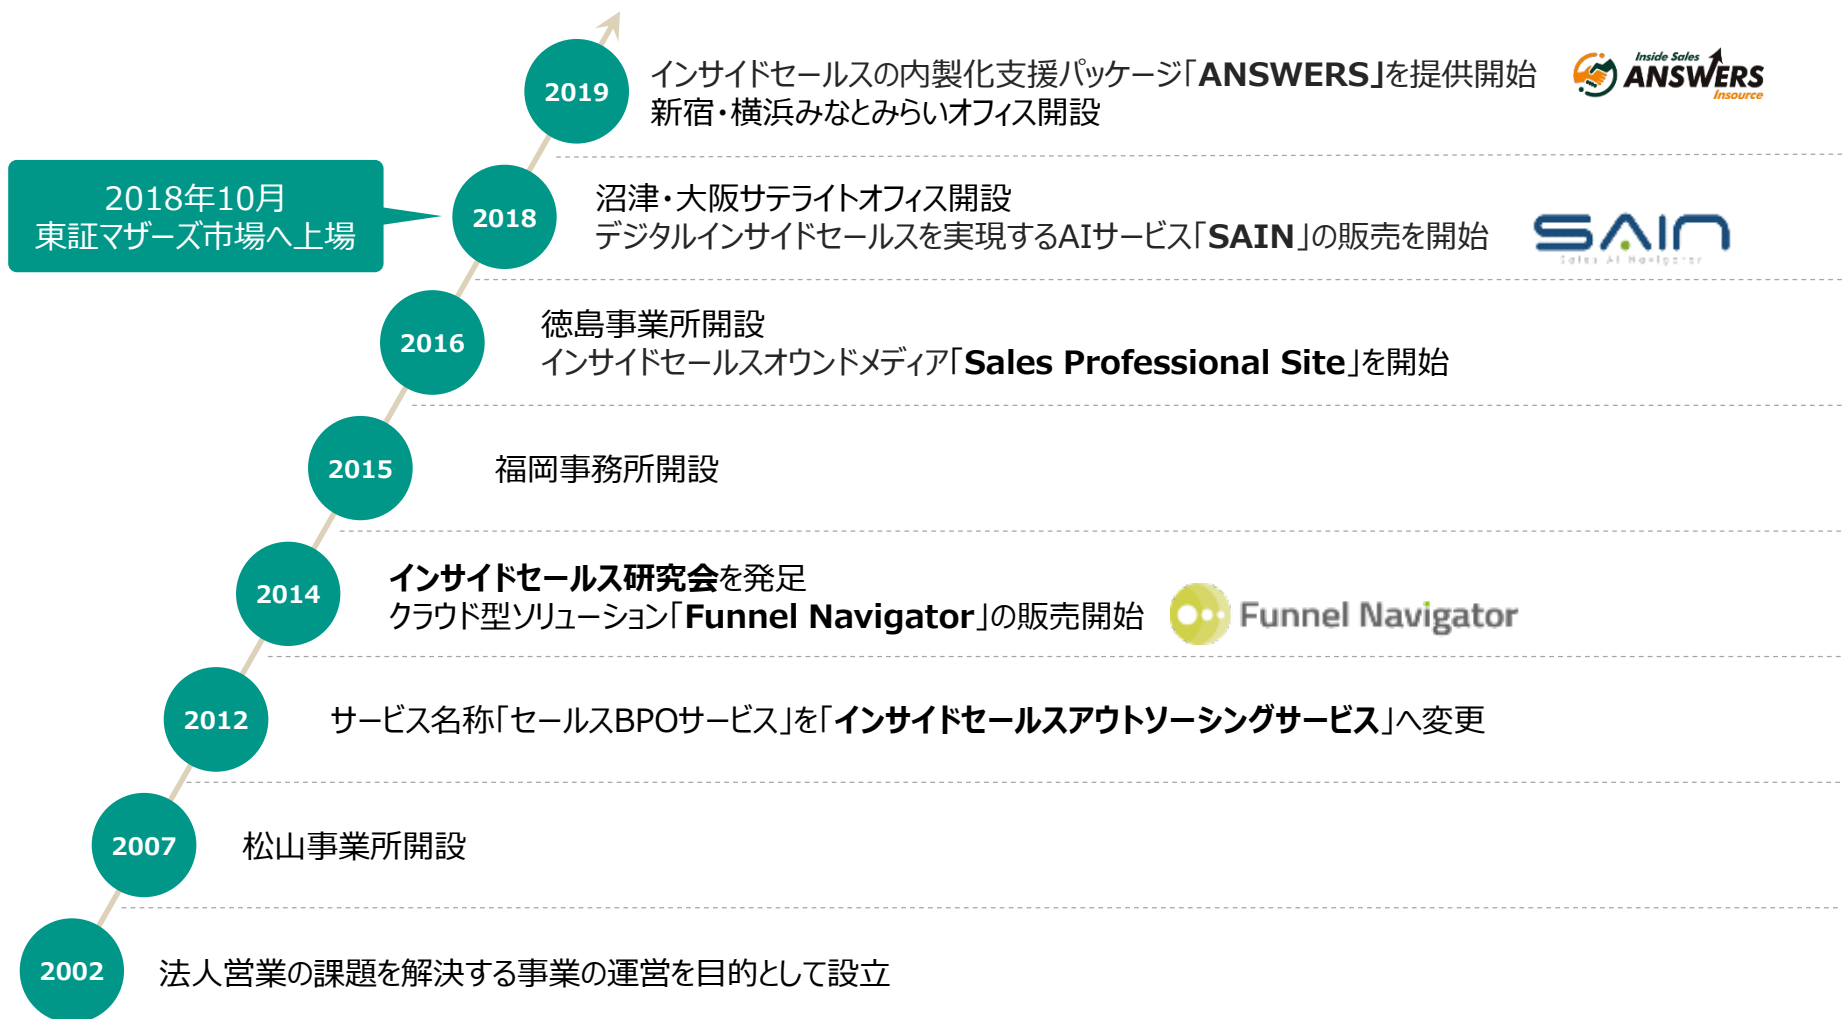 2019
インサイドセールスの内製化支援パッケージ「ANSWERS」を提供開始
新宿・横浜みなとみらいオフィス開設
Inside Sales
ANSWERS
Insource
2018年10月
東証マザーズ市場へ上場
2018
沼津・大阪サテライトオフィス開設
デジタルインサイドセールスを実現するAIサービス「SAIN」の販売を開始
SAIN
Sales AI Navigator
2016
徳島事業所開設
インサイドセールスオウンドメディア「Sales Professional Site」を開始
2015
福岡事務所開設
2014
インサイドセールス研究会を発足
クラウド型ソリューション「Funnel Navigator」の販売開始
Funnel Navigator
2012
サービス名称「セールスBPOサービス」を「インサイドセールスアウトソーシングサービス」へ変更
2007
松山事業所開設
2002
法人営業の課題を解決する事業の運営を目的として設立